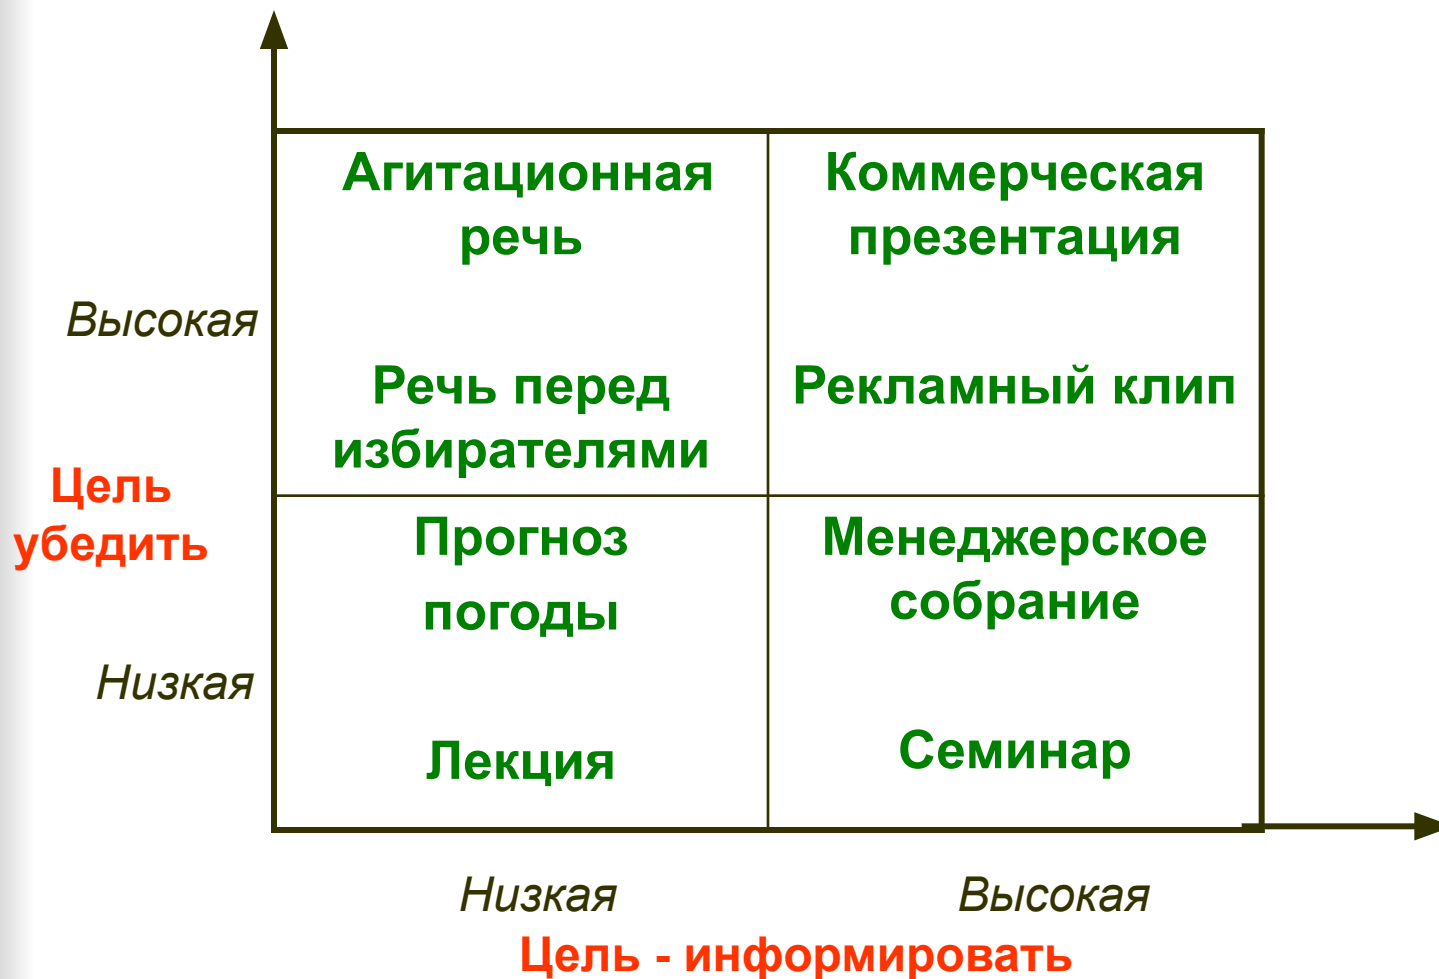 Агитационная
речь
Коммерческая
презентация
Высокая
Речь перед
избирателями
Рекламный клип
Цель
убедить
Прогноз
погоды
Менеджерское
собрание
Низкая
Лекция
Семинар
Низкая
Высокая
Цель - информировать